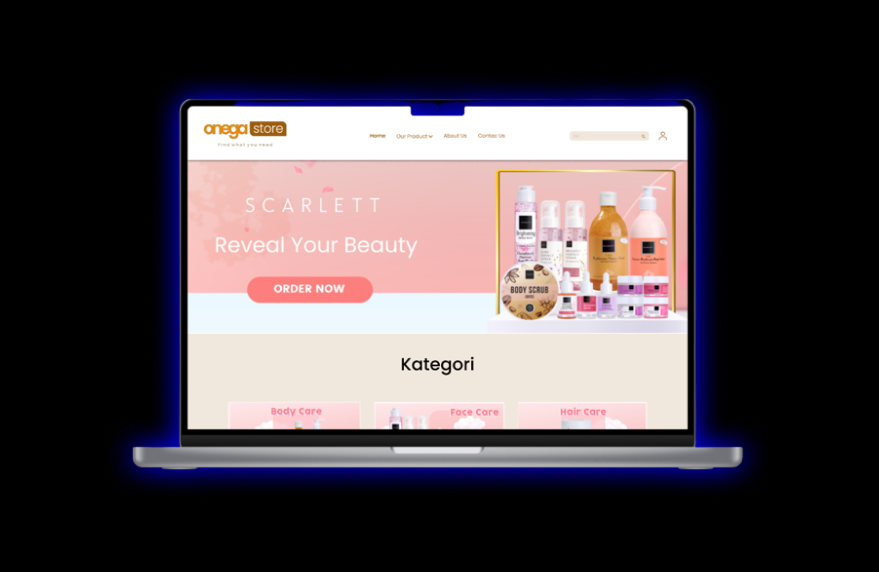 onega store
Find what you need
Home Our Product About Us Contac Us
SCARLETT
Reveal Your Beauty
ORDER NOW
BODY SCRUB
Kategori
Body Care Face Care Hair Care